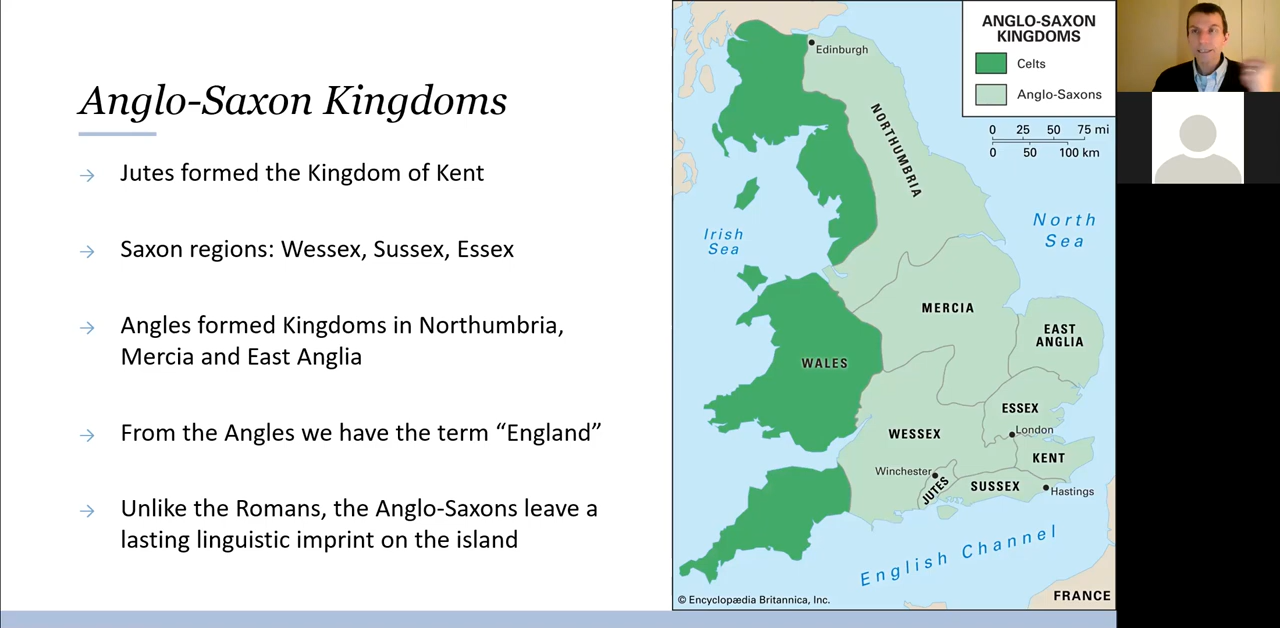 Anglo-Saxon Kingdoms
→ Jutes formed the Kingdom of Kent
→ Saxon regions: Wessex, Sussex, Essex
→ Angles formed Kingdoms in Northumbria,
Mercia and East Anglia
→ From the Angles we have the term “England”
→ Unlike the Romans, the Anglo-Saxons leave a
lasting linguistic imprint on the island
ANGLO-SAXON
KINGDOMS
Celts
Anglo-Saxons
0 25 50 75 mi
0 50 100 km
Edinburgh
NORTHUMBRIA
North
Sea
Irish
Sea
MERCIA
EAST
ANGLIA
WALES
ESSEX
London
WESSEX
KENT
Winchester
JUTES
SUSSEX
Hastings
English Channel
FRANCE
© Encyclopædia Britannica, Inc.